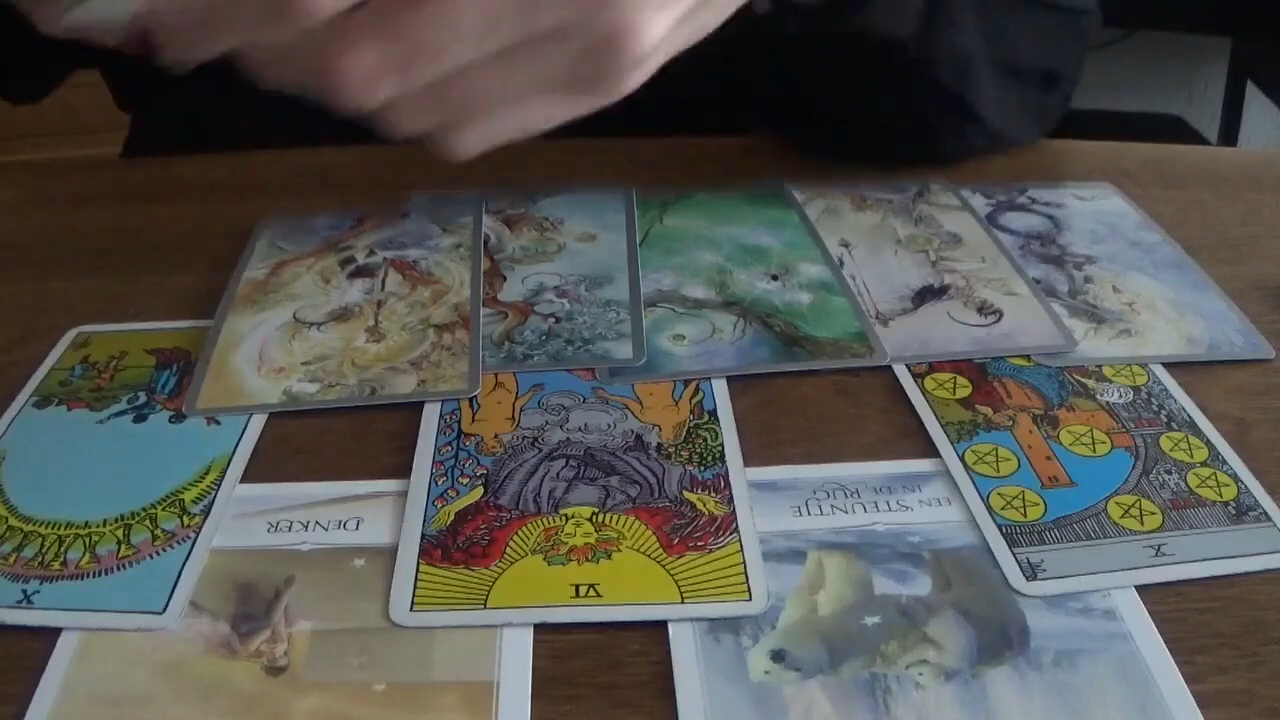 DENKER
EEN STEUNTJE
IN DE RUG
X
VI
X